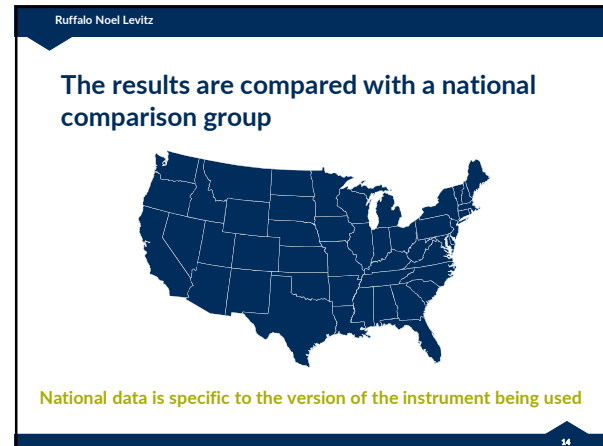 Ruffalo Noel Levitz
The results are compared with a national
comparison group
National data is specific to the version of the instrument being used
14